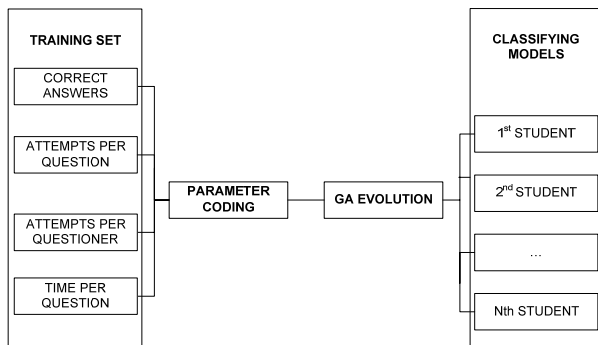 TRAINING SET
CORRECT
ANSWERS
ATTEMPTS PER
QUESTION
ATTEMPTS PER
QUESTIONER
TIME PER
QUESTION
PARAMETER
CODING
GA EVOLUTION
CLASSIFYING
MODELS
1st STUDENT
2nd STUDENT
...
Nth STUDENT